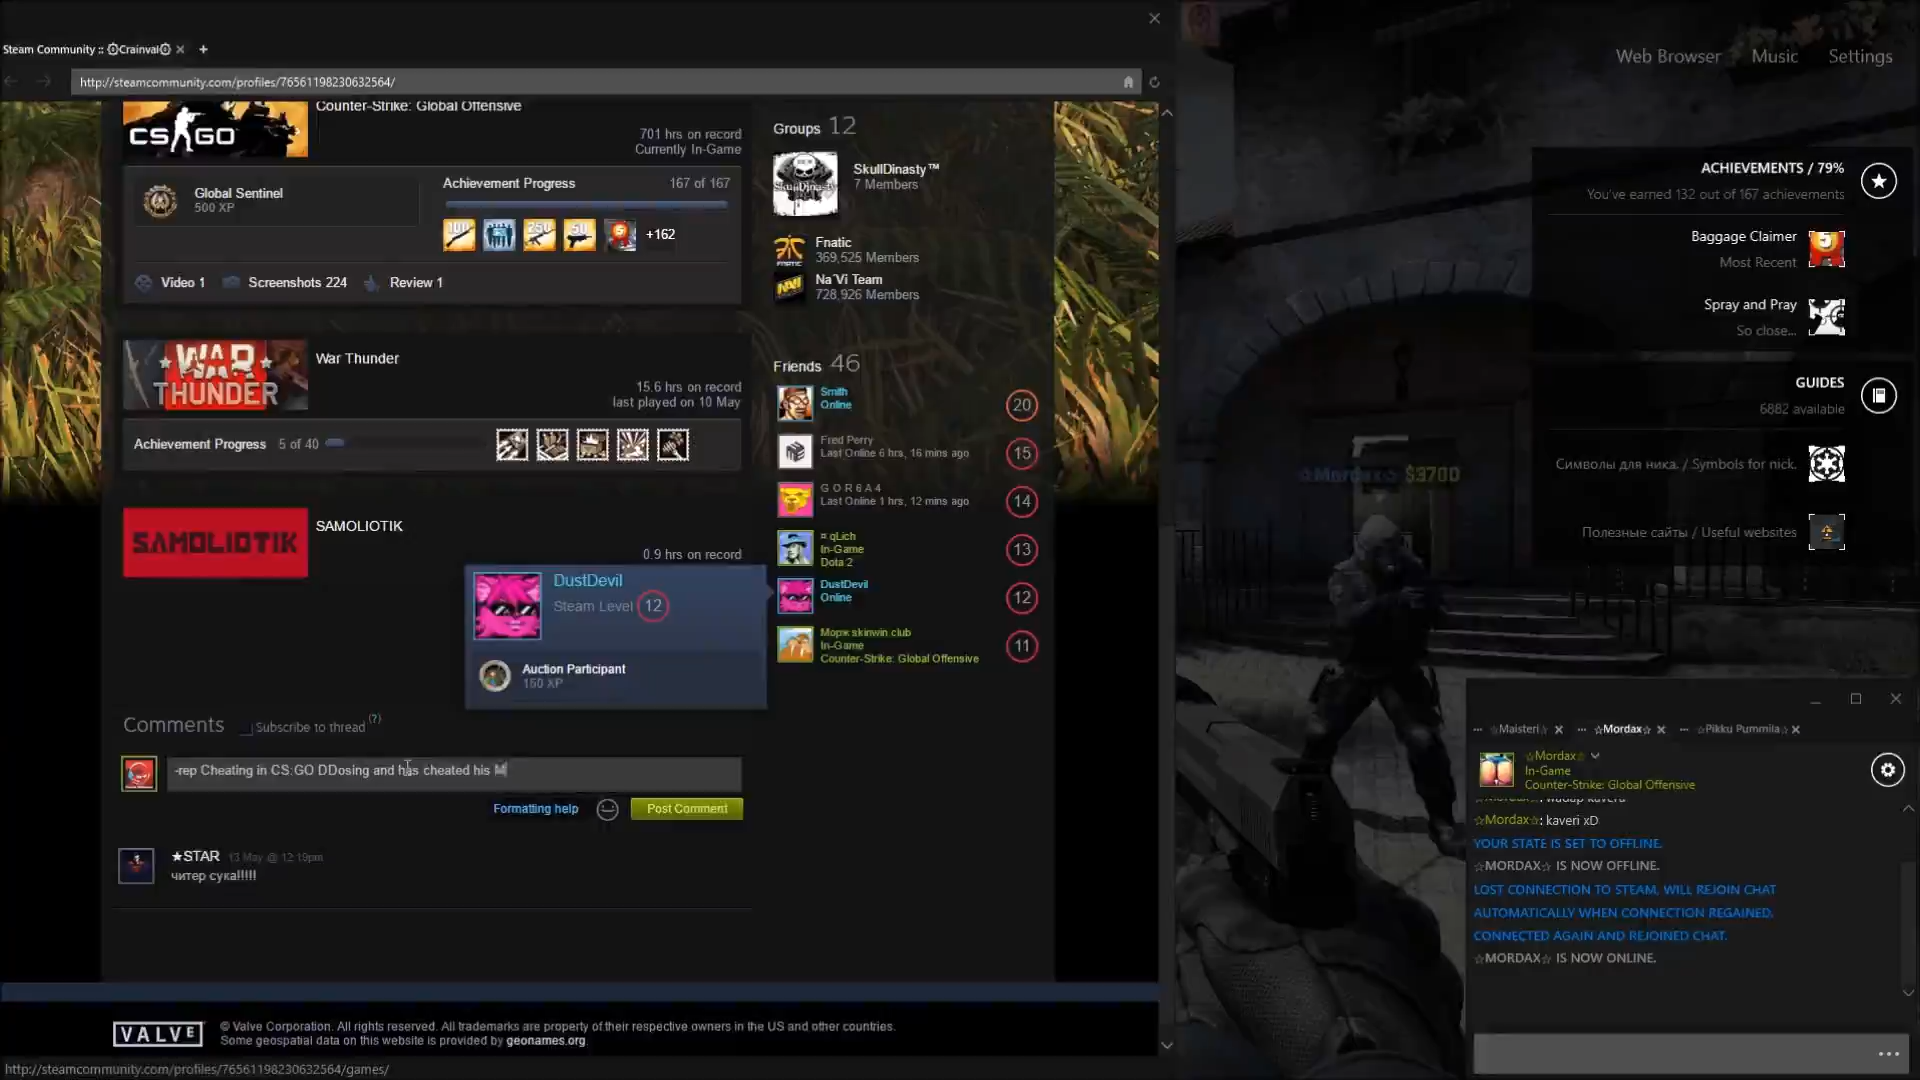 Steam Community :: ۞Crainval۞
http://steamcommunity.com/profiles/76561198230632564/
Web Browser
Music
Settings
CS GO
Counter-Strike: Global Offensive
701 hrs on record
Currently In-Game
Global Sentinel
500 XP
Achievement Progress
167 of 167
+162
Video 1
Screenshots 224
Review 1
WAR THUNDER
War Thunder
15.6 hrs on record
last played on 10 May
Achievement Progress
5 of 40
SAMOLIOTIK
SAMOLIOTIK
0.9 hrs on record
DustDevil
Steam Level 12
Auction Participant
Comments
Subscribe to thread (?)
-rep Cheating in CS:GO DDosing and has cheated his
Formatting help
Post Comment
★STAR 13 May @ 12:19pm
читер сука!!!!!
Groups 12
SkullDinasty™
7 Members
Fnatic
369,525 Members
Na`Vi Team
728,926 Members
Friends 46
Smith
Online
20
Fred Perry
Last Online 6 hrs, 16 mins ago
15
G O R 6 A 4
Last Online 1 hrs, 12 mins ago
14
¤.qLich
In-Game
Dota 2
13
DustDevil
Online
12
Морж skinwin.club
In-Game
Counter-Strike: Global Offensive
11
VALVE
© Valve Corporation. All rights reserved. All trademarks are property of their respective owners in the US and other countries.
Some geospatial data on this website is provided by geonames.org.
http://steamcommunity.com/profiles/76561198230632564/games/
ACHIEVEMENTS / 79%
You've earned 132 out of 167 achievements
Baggage Claimer
Most Recent
Spray and Pray
So close...
GUIDES
6882 available
Символы для ника. / Symbols for nick.
Полезные сайты / Useful websites
☆Mordax☆ $3700
☆Maisteri☆
☆Mordax☆
☆Pikku Pummila☆
☆Mordax☆
In-Game
Counter-Strike: Global Offensive
☆Mordax☆: kaveri xD
YOUR STATE IS SET TO OFFLINE.
☆MORDAX☆ IS NOW OFFLINE.
LOST CONNECTION TO STEAM, WILL REJOIN CHAT
AUTOMATICALLY WHEN CONNECTION REGAINED.
CONNECTED AGAIN AND REJOINED CHAT.
☆MORDAX☆ IS NOW ONLINE.